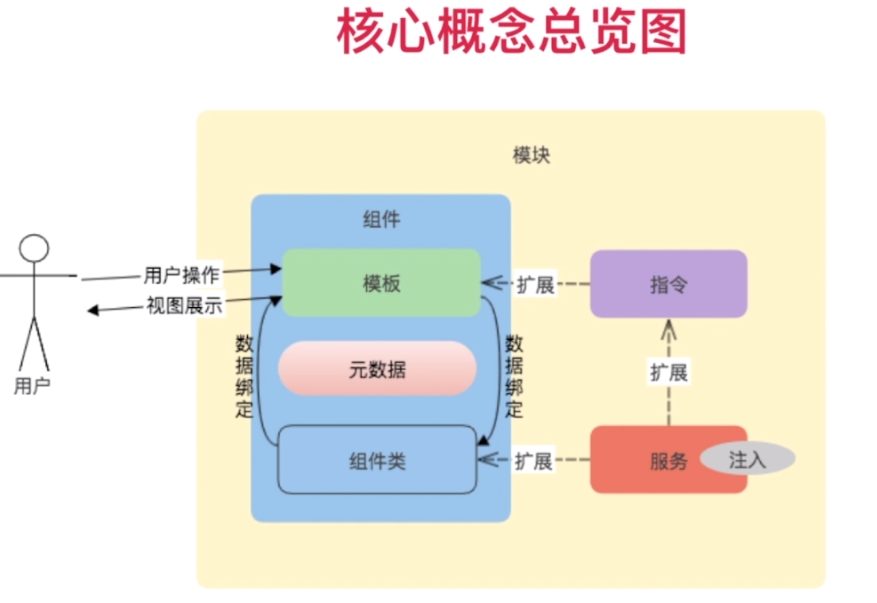 核心概念总览图
模块
组件
用户操作
模板
扩展
指令
视图展示
数据绑定
数据绑定
元数据
扩展
用户
组件类
扩展
服务
注入